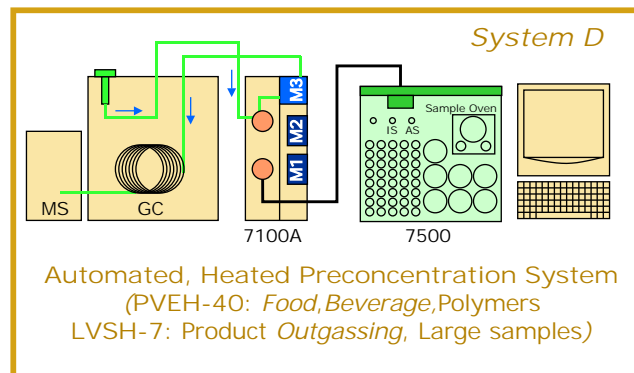 System D
M3
M2
M1
Sample Oven
IS AS
MS
GC
7100A
7500
Automated, Heated Preconcentration System
(PVEH-40: Food,Beverage,Polymers
LVSH-7: Product Outgassing, Large samples)